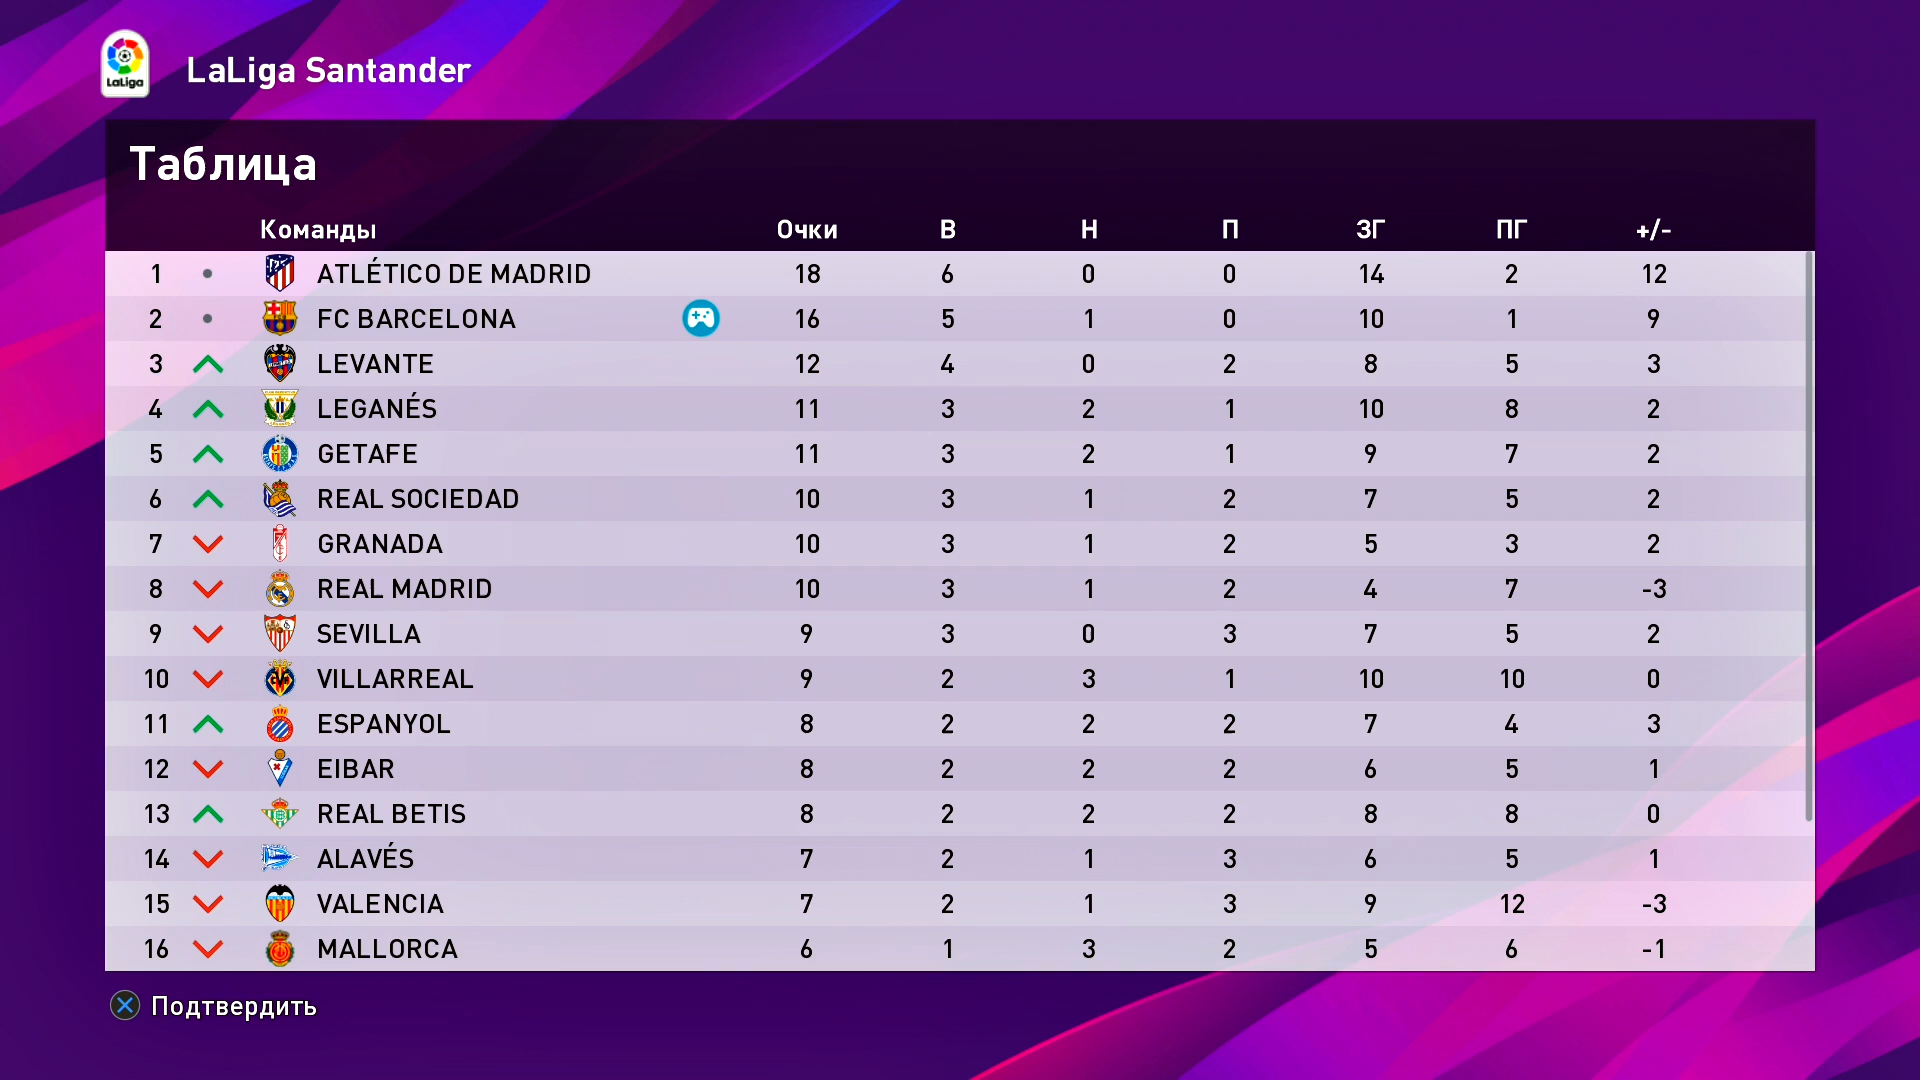 LaLiga
LaLiga Santander
Таблица
Команды Очки В Н П ЗГ ПГ +/-
1 ATLÉTICO DE MADRID 18 6 0 0 14 2 12
2 FC BARCELONA 16 5 1 0 10 1 9
3 LEVANTE 12 4 0 2 8 5 3
4 LEGANÉS 11 3 2 1 10 8 2
5 GETAFE 11 3 2 1 9 7 2
6 REAL SOCIEDAD 10 3 1 2 7 5 2
7 GRANADA 10 3 1 2 5 3 2
8 REAL MADRID 10 3 1 2 4 7 -3
9 SEVILLA 9 3 0 3 7 5 2
10 VILLARREAL 9 2 3 1 10 10 0
11 ESPANYOL 8 2 2 2 7 4 3
12 EIBAR 8 2 2 2 6 5 1
13 REAL BETIS 8 2 2 2 8 8 0
14 ALAVÉS 7 2 1 3 6 5 1
15 VALENCIA 7 2 1 3 9 12 -3
16 MALLORCA 6 1 3 2 5 6 -1
Подтвердить